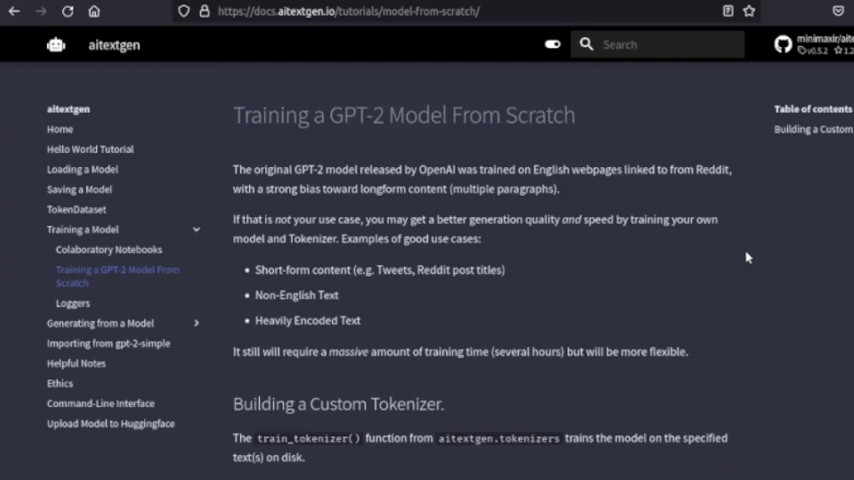 https://docs.aitextgen.io/tutorials/model-from-scratch/
aitextgen
Search
minimaxir/aite
v0.5.2 1.2
aitextgen
Home
Hello World Tutorial
Loading a Model
Saving a Model
TokenDataset
Training a Model
Colaboratory Notebooks
Training a GPT-2 Model From
Scratch
Loggers
Generating from a Model
Importing from gpt-2-simple
Helpful Notes
Ethics
Command-Line Interface
Upload Model to Huggingface
Training a GPT-2 Model From Scratch
The original GPT-2 model released by OpenAI was trained on English webpages linked to from Reddit,
with a strong bias toward longform content (multiple paragraphs).
If that is not your use case, you may get a better generation quality and speed by training your own
model and Tokenizer. Examples of good use cases:
Short-form content (e.g. Tweets, Reddit post titles)
Non-English Text
Heavily Encoded Text
It still will require a massive amount of training time (several hours) but will be more flexible.
Building a Custom Tokenizer.
The train_tokenizer() function from aitextgen.tokenizers trains the model on the specified
text(s) on disk.
Table of contents
Building a Custom